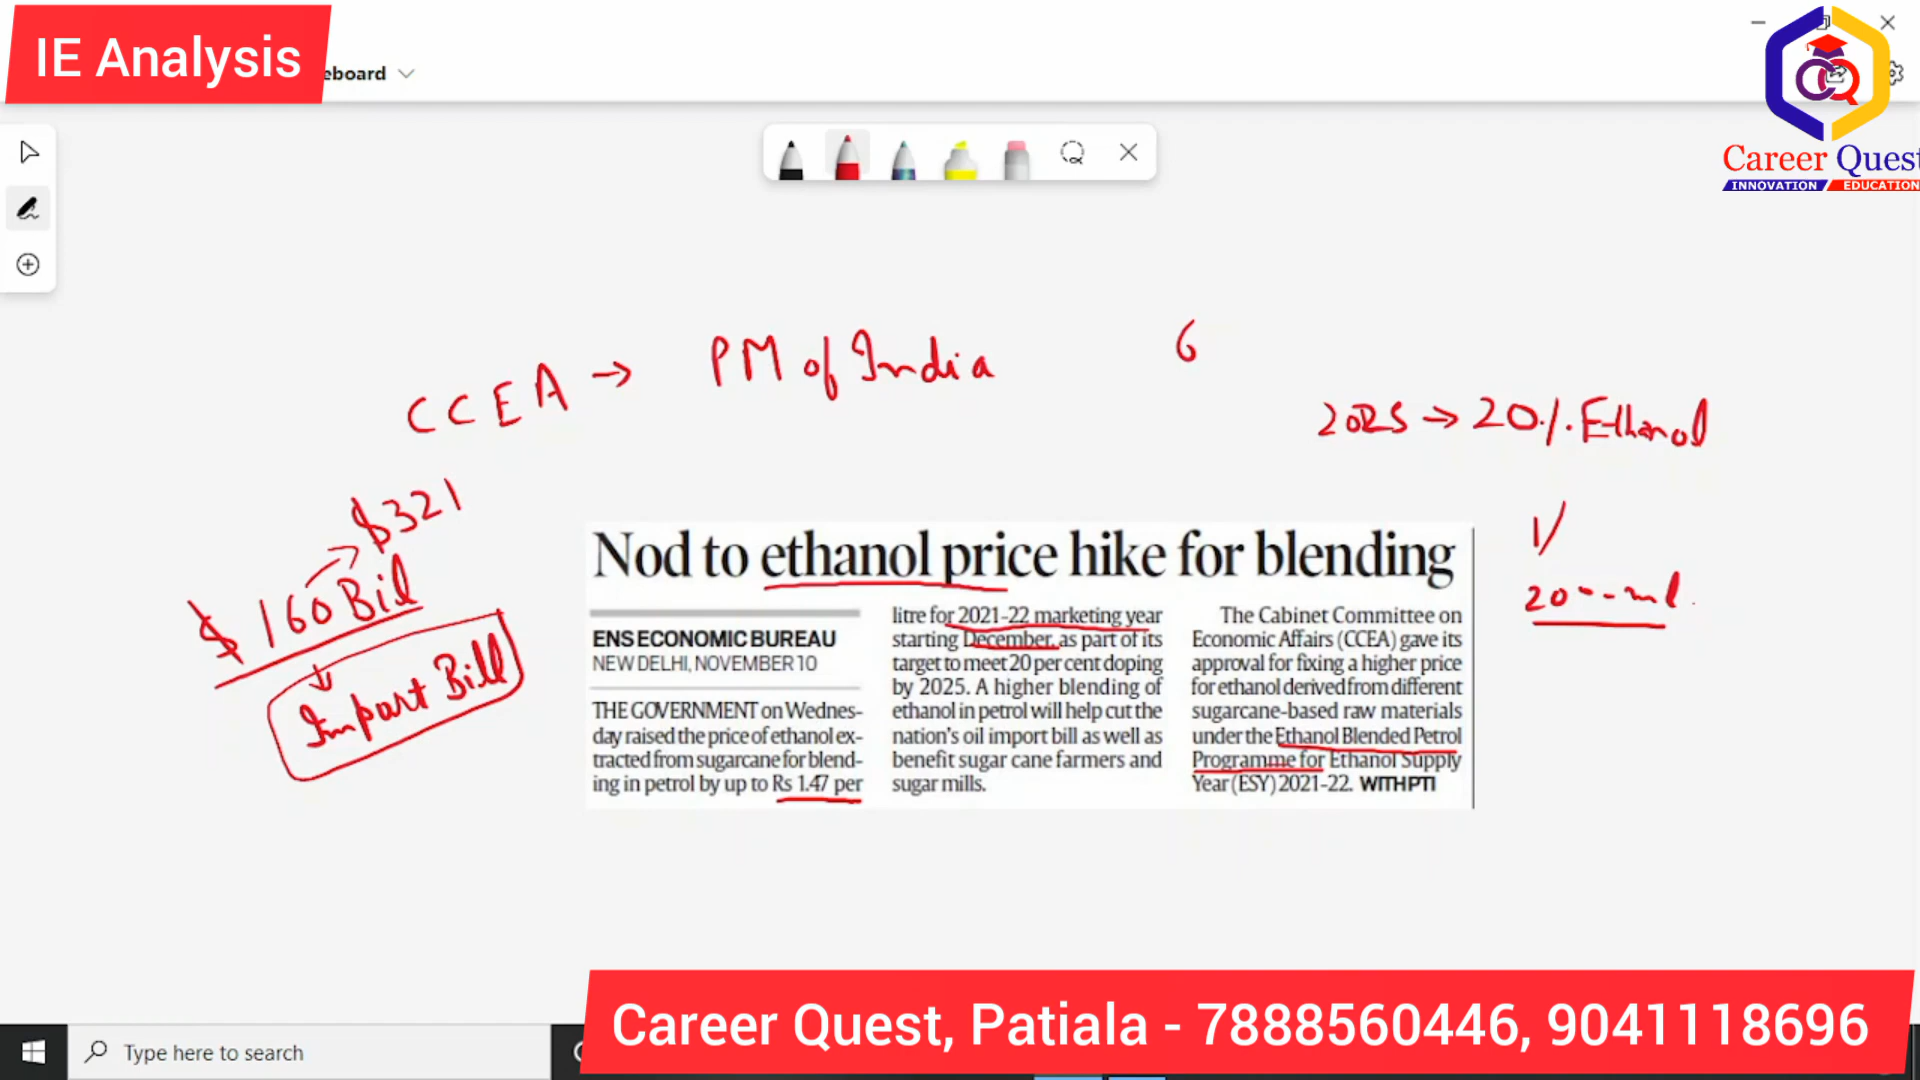 IE Analysis
eboard
CQ
Career Quest
INNOVATION EDUCATION
CCEA → PM of India 6
2025 → 20% Ethanol
$321
$160 Bil
Import Bill
1/
200-ml
Nod to ethanol price hike for blending
ENS ECONOMIC BUREAU
NEW DELHI, NOVEMBER 10
THE GOVERNMENT on Wednes-
day raised the price of ethanol ex-
tracted from sugarcane for blend-
ing in petrol by up to Rs 1.47 per
litre for 2021-22 marketing year
starting December, as part of its
target to meet 20 per cent doping
by 2025. A higher blending of
ethanol in petrol will help cut the
nation's oil import bill as well as
benefit sugar cane farmers and
sugar mills.
The Cabinet Committee on
Economic Affairs (CCEA) gave its
approval for fixing a higher price
for ethanol derived from different
sugarcane-based raw materials
under the Ethanol Blended Petrol
Programme for Ethanol Supply
Year (ESY) 2021-22. WITH PTI
Career Quest, Patiala - 7888560446, 9041118696
Type here to search